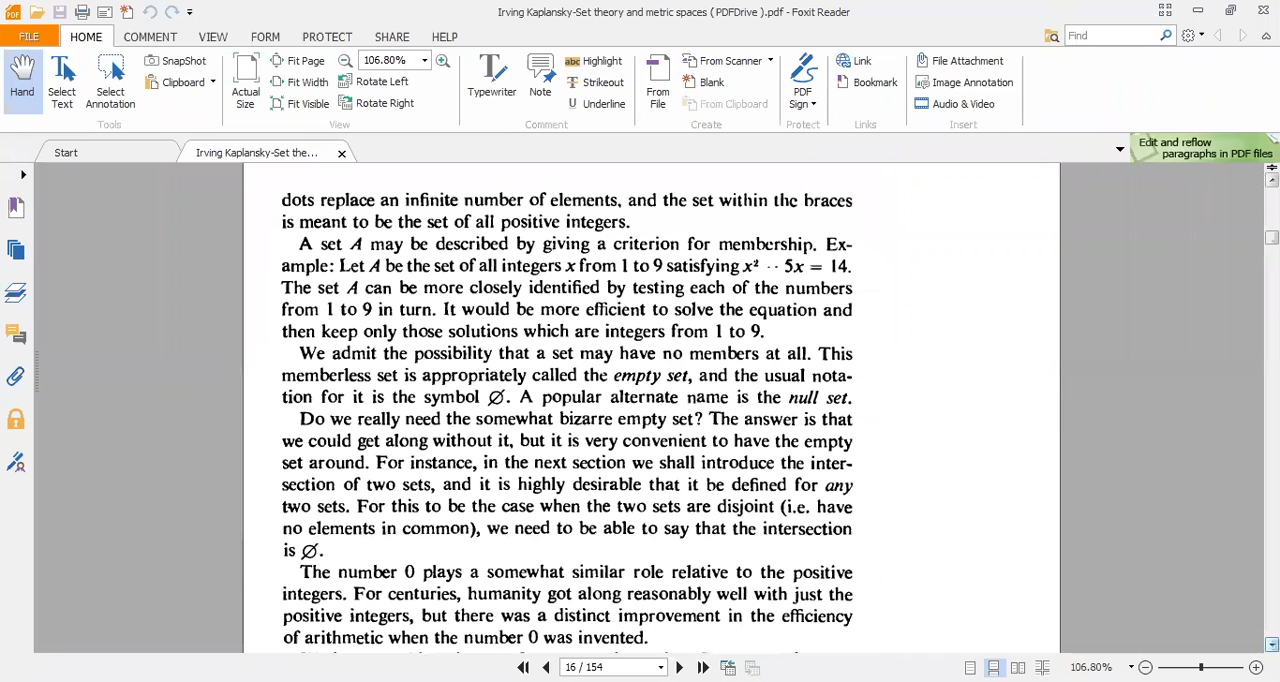 Irving Kaplansky-Set theory and metric spaces ( PDFDrive ).pdf - Foxit Reader
FILE HOME COMMENT VIEW FORM PROTECT SHARE HELP Find
Hand
Select Text
Select Annotation
SnapShot
Clipboard
Tools
Actual Size
Fit Page
Fit Width
Fit Visible
106.80%
Rotate Left
Rotate Right
View
Typewriter
Note
abc Highlight
Strikeout
U Underline
Comment
From File
From Scanner
Blank
From Clipboard
Create
PDF Sign
Protect
Link
Bookmark
Links
File Attachment
Image Annotation
Audio & Video
Insert
Start
Irving Kaplansky-Set the...
Edit and reflow
paragraphs in PDF files
dots replace an infinite number of elements, and the set within the braces
is meant to be the set of all positive integers.
A set A may be described by giving a criterion for membership. Ex-
ample: Let A be the set of all integers x from 1 to 9 satisfying x² ·· 5x = 14.
The set A can be more closely identified by testing each of the numbers
from 1 to 9 in turn. It would be more efficient to solve the equation and
then keep only those solutions which are integers from 1 to 9.
We admit the possibility that a set may have no members at all. This
memberless set is appropriately called the empty set, and the usual nota-
tion for it is the symbol ∅. A popular alternate name is the null set.
Do we really need the somewhat bizarre empty set? The answer is that
we could get along without it, but it is very convenient to have the empty
set around. For instance, in the next section we shall introduce the inter-
section of two sets, and it is highly desirable that it be defined for any
two sets. For this to be the case when the two sets are disjoint (i.e. have
no elements in common), we need to be able to say that the intersection
is ∅.
The number 0 plays a somewhat similar role relative to the positive
integers. For centuries, humanity got along reasonably well with just the
positive integers, but there was a distinct improvement in the efficiency
of arithmetic when the number 0 was invented.
16 / 154
106.80%